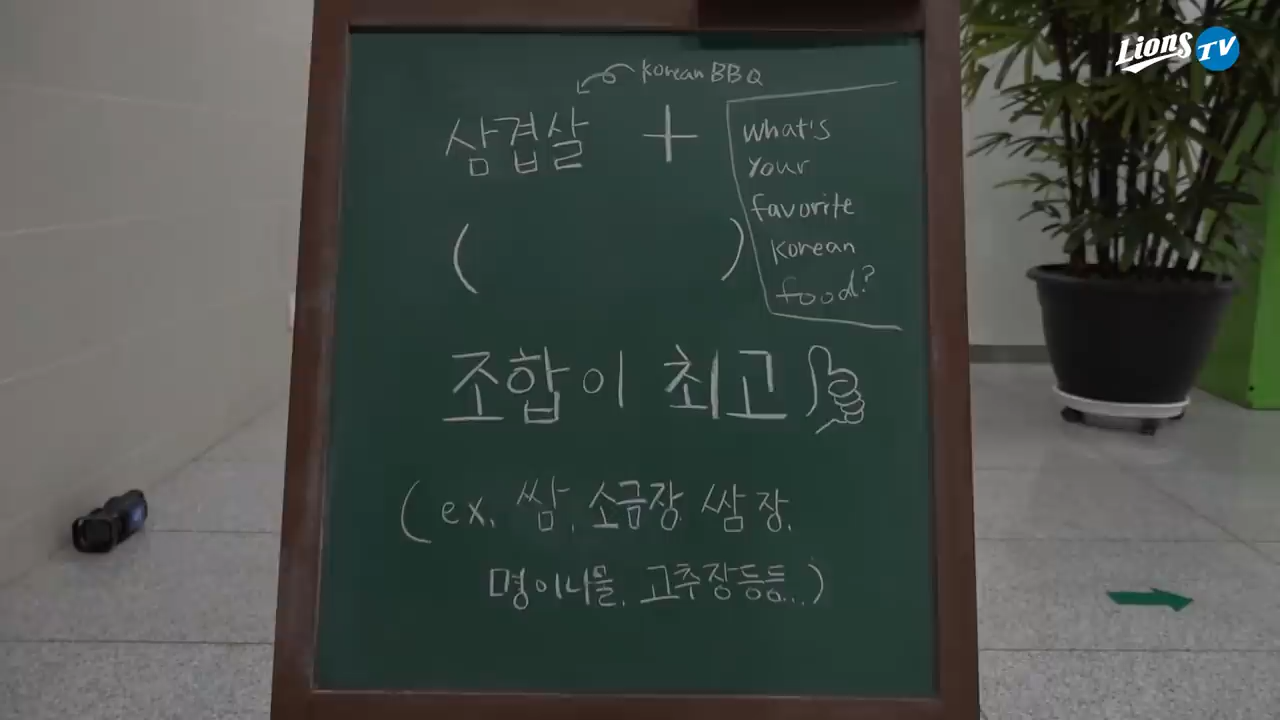 Lions TV
Korean BBQ
삼겹살 +
what's
your
favorite
Korean
food?
( )
조합이 최고
(ex. 쌈, 소금장, 쌈장,
명이나물, 고추장등등...)